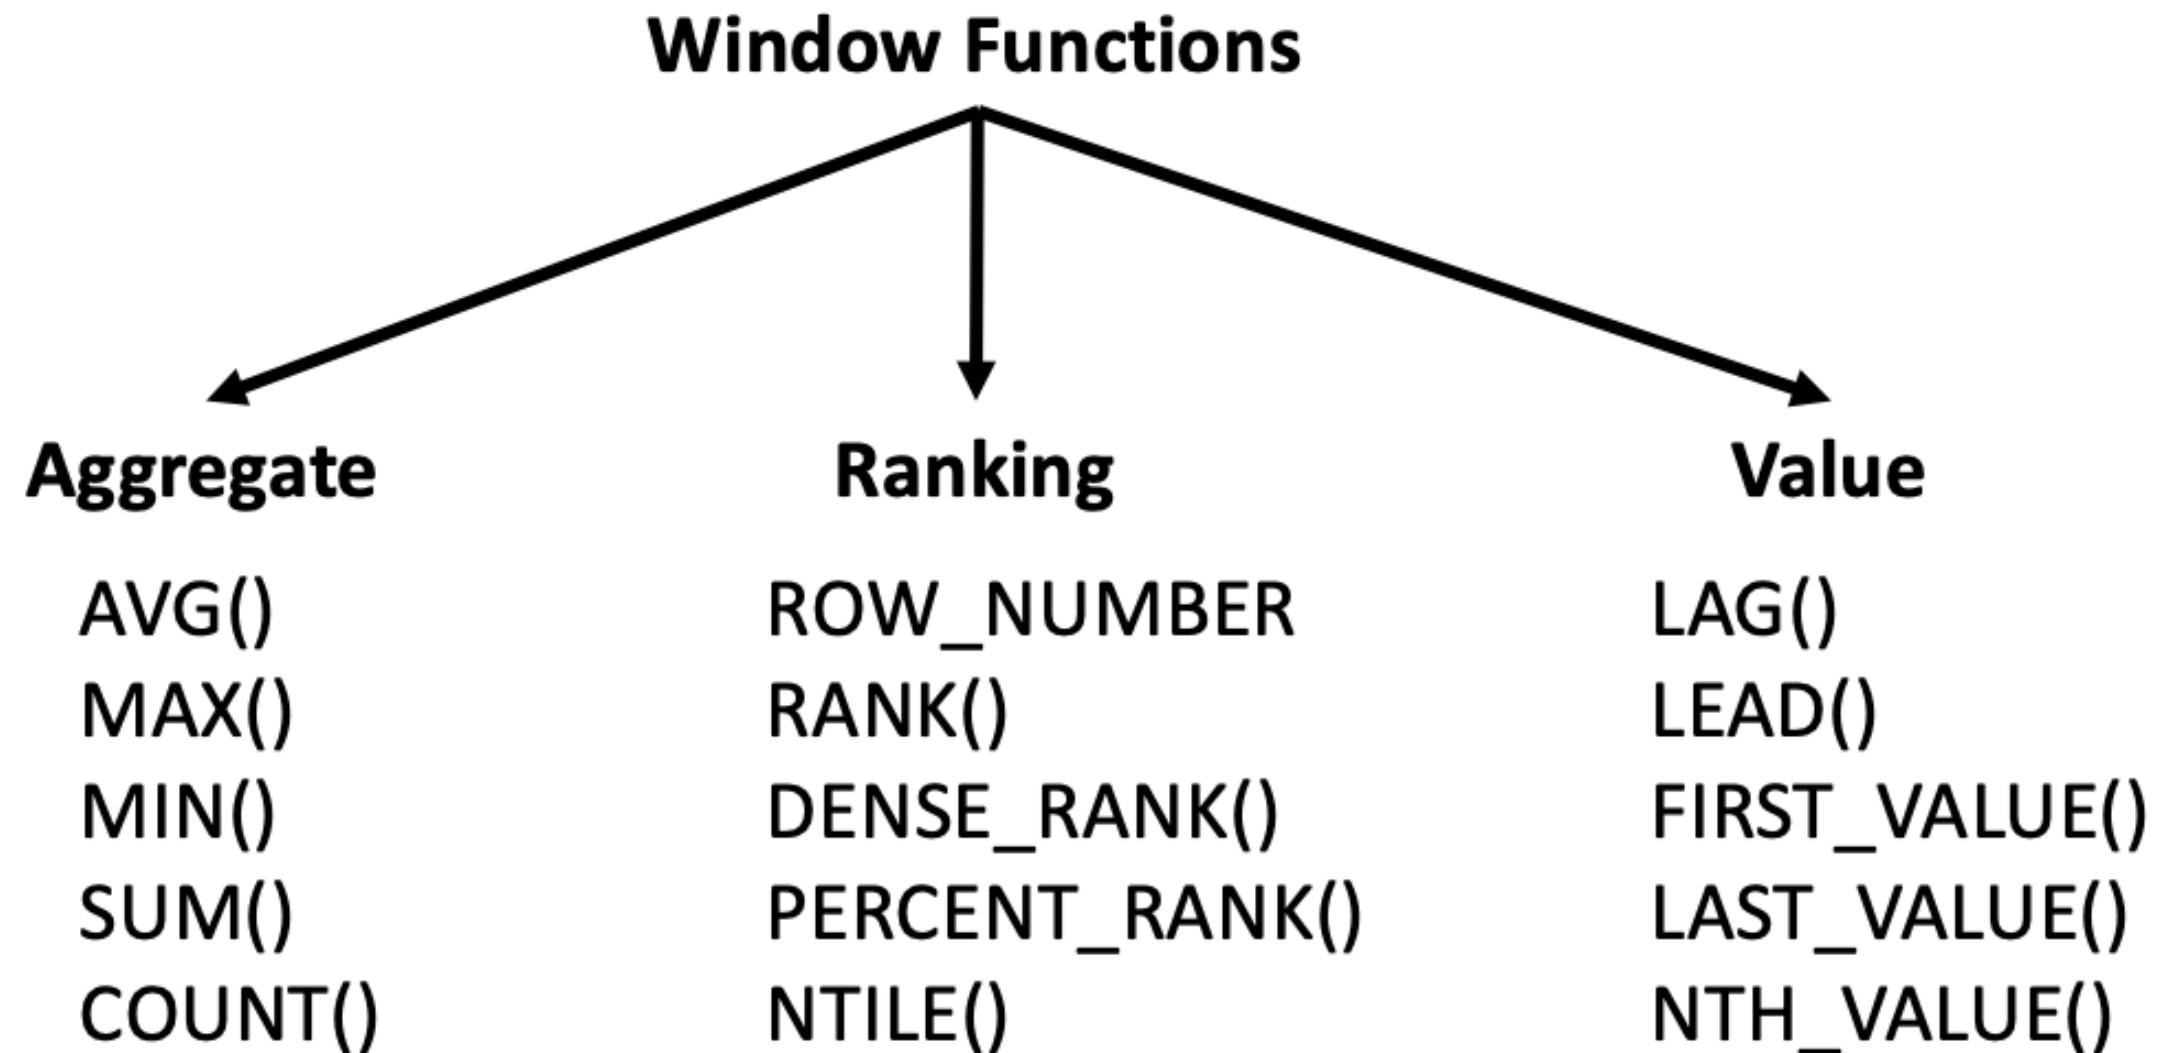 Window Functions
Aggregate
AVG()
MAX()
MIN()
SUM()
COUNT()
Ranking
ROW_NUMBER
RANK()
DENSE_RANK()
PERCENT_RANK()
NTILE()
Value
LAG()
LEAD()
FIRST_VALUE()
LAST_VALUE()
NTH_VALUE()